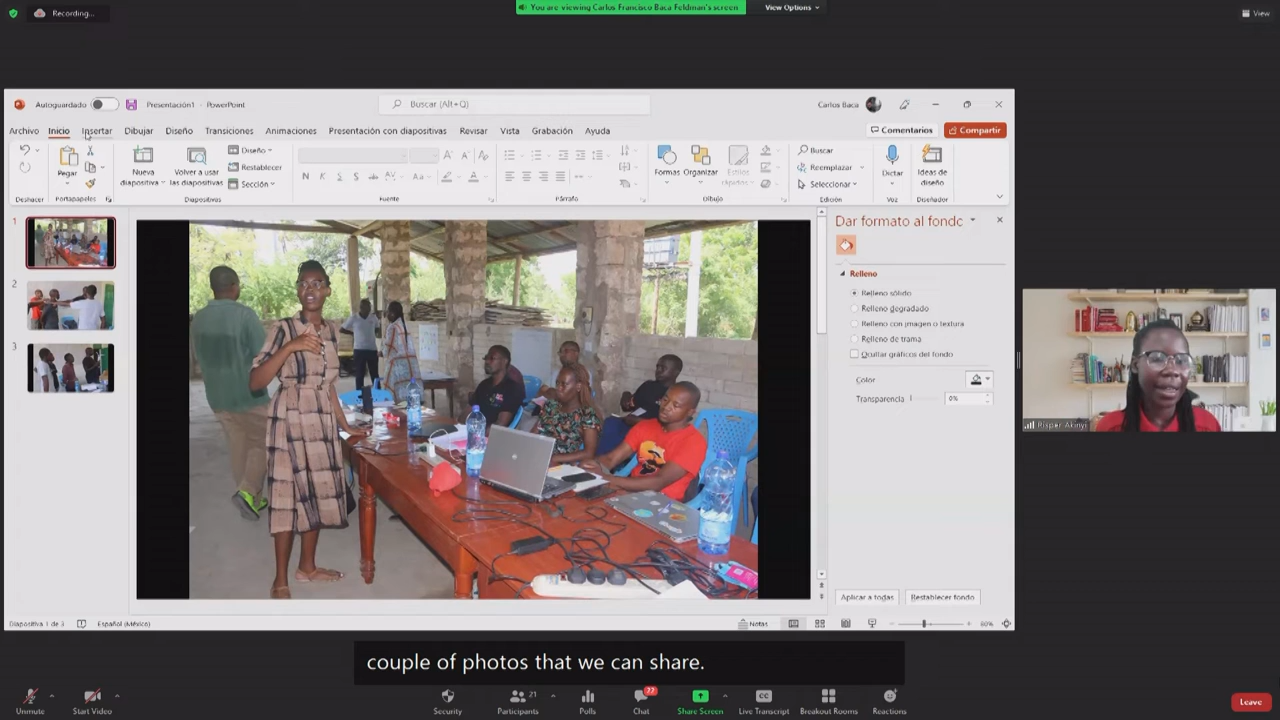 Recording...
You are viewing Carlos Francisco Baca Feldman's screen
View Options
View
Autoguardado
Presentación1 - PowerPoint
Buscar (Alt+Q)
Carlos Baca
Archivo Inicio Insertar Dibujar Diseño Transiciones Animaciones Presentación con diapositivas Revisar Vista Grabación Ayuda
Comentarios
Compartir
Pegar
Nueva diapositiva
Volver a usar las diapositivas
Diseño
Restablecer
Sección
N K S S
Formas
Organizar
Estilos rápidos
Buscar
Reemplazar
Seleccionar
Dictar
Ideas de diseño
Deshacer
Portapapeles
Diapositivas
Fuente
Párrafo
Dibujo
Edición
Voz
Diseñador
1
2
3
Dar formato al fondo
Relleno
Relleno sólido
Relleno degradado
Relleno con imagen o textura
Relleno de trama
Ocultar gráficos del fondo
Color
Transparencia
0%
Aplicar a todas
Restablecer fondo
Risper Akinyi
Diapositiva 1 de 3
Español (México)
Notas
couple of photos that we can share.
Unmute
Start Video
Security
Participants
21
Polls
Chat
Share Screen
Live Transcript
Breakout Rooms
Reactions
Leave